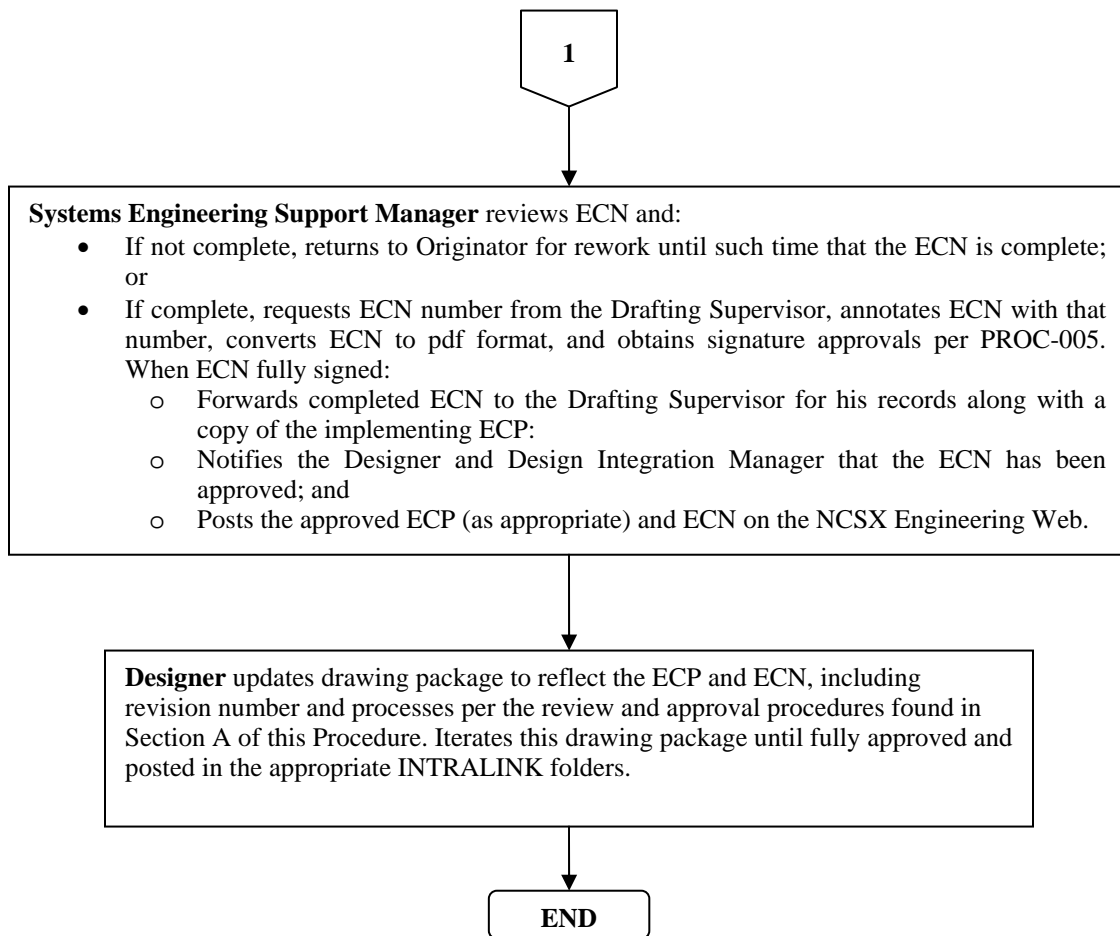 1
Systems Engineering Support Manager reviews ECN and:
• If not complete, returns to Originator for rework until such time that the ECN is complete;
or
• If complete, requests ECN number from the Drafting Supervisor, annotates ECN with that
number, converts ECN to pdf format, and obtains signature approvals per PROC-005.
When ECN fully signed:
o Forwards completed ECN to the Drafting Supervisor for his records along with a
copy of the implementing ECP:
o Notifies the Designer and Design Integration Manager that the ECN has been
approved; and
o Posts the approved ECP (as appropriate) and ECN on the NCSX Engineering Web.
Designer updates drawing package to reflect the ECP and ECN, including
revision number and processes per the review and approval procedures found in
Section A of this Procedure. Iterates this drawing package until fully approved and
posted in the appropriate INTRALINK folders.
END